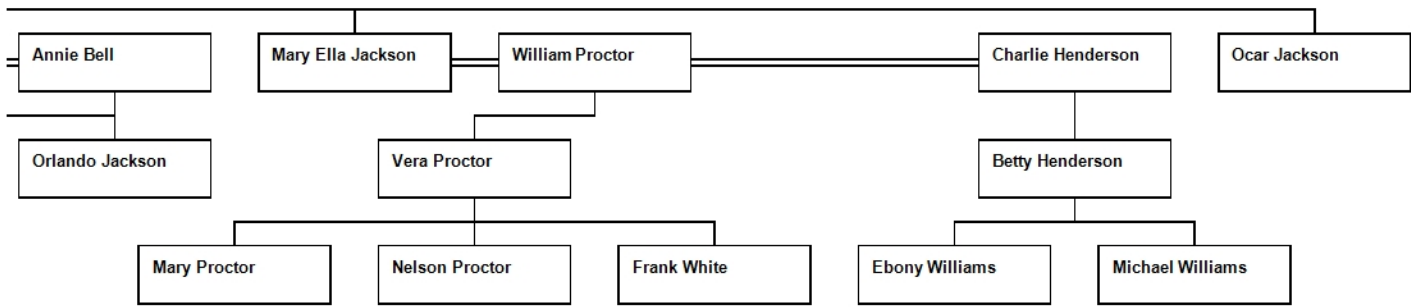 Annie Bell
Mary Ella Jackson
William Proctor
Charlie Henderson
Ocar Jackson
Orlando Jackson
Vera Proctor
Betty Henderson
Mary Proctor
Nelson Proctor
Frank White
Ebony Williams
Michael Williams